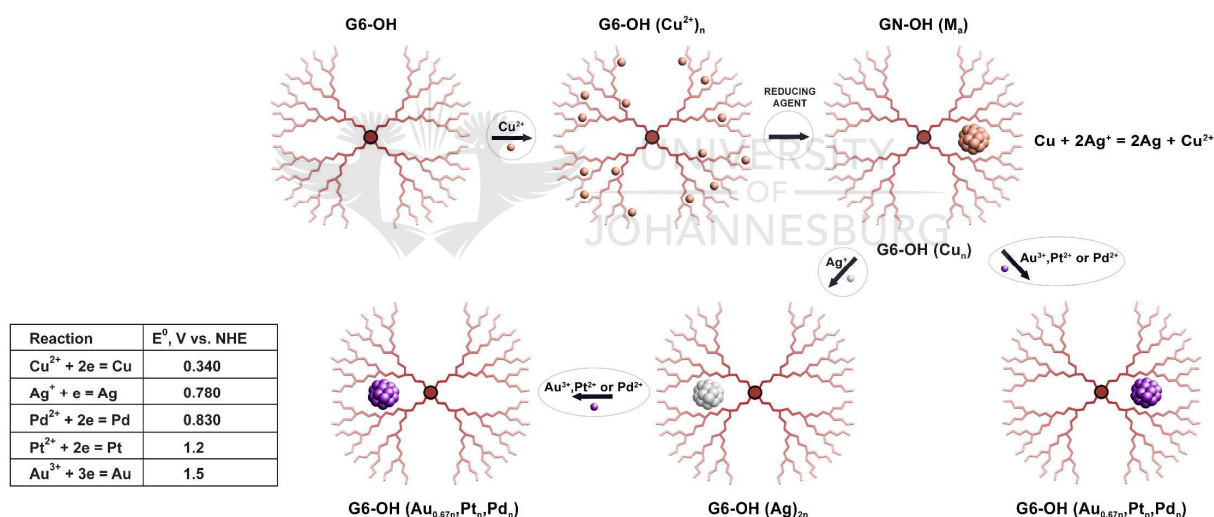 G6-OH
G6-OH (Cu²⁺)ₙ
GN-OH (Mₐ)
Cu²⁺
REDUCING
AGENT
Cu + 2Ag⁺ = 2Ag + Cu²⁺
UNIVERSITY
OF
JOHANNESBURG
G6-OH (Cuₙ)
Ag⁺
Au³⁺,Pt²⁺ or Pd²⁺
Reaction E⁰, V vs. NHE
Cu²⁺ + 2e = Cu 0.340
Ag⁺ + e = Ag 0.780
Pd²⁺ + 2e = Pd 0.830
Pt²⁺ + 2e = Pt 1.2
Au³⁺ + 3e = Au 1.5
Au³⁺,Pt²⁺ or Pd²⁺
G6-OH (Au₀.₆₇ₙ,Ptₙ,Pdₙ)
G6-OH (Ag)₂ₙ
G6-OH (Au₀.₆₇ₙ,Ptₙ,Pdₙ)